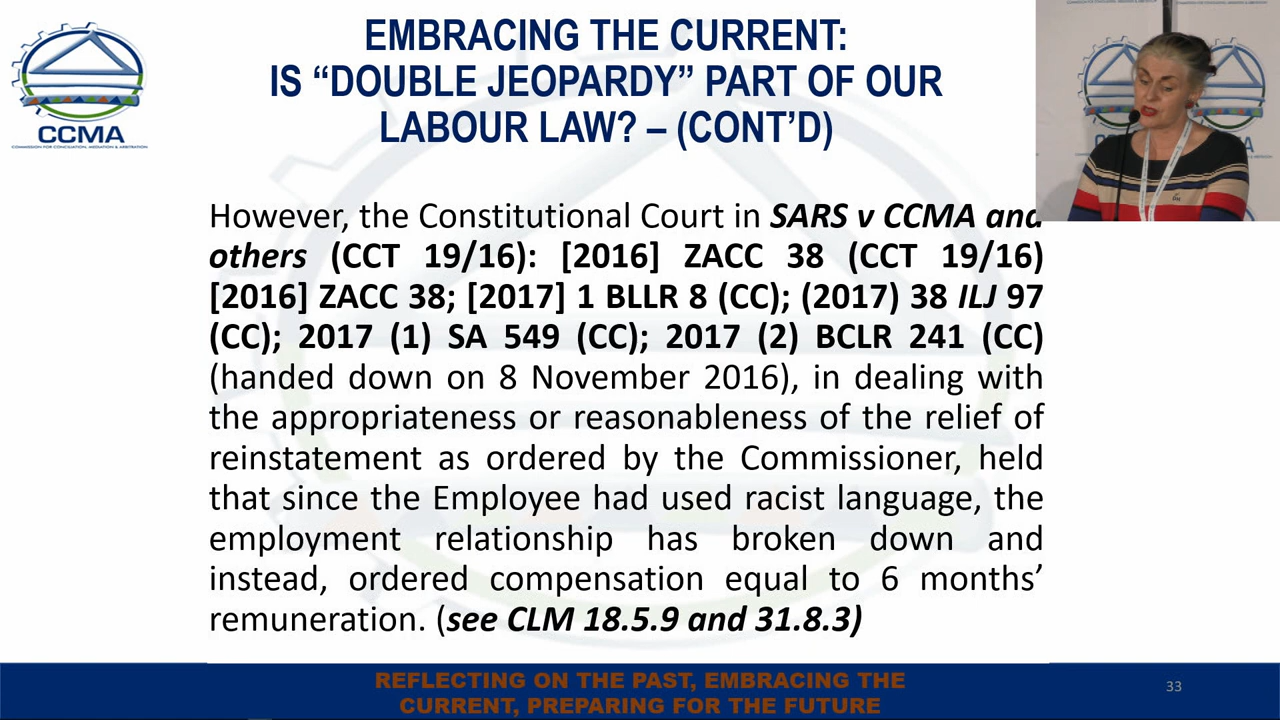 EMBRACING THE CURRENT:
IS “DOUBLE JEOPARDY” PART OF OUR
LABOUR LAW? – (CONT’D)
CCMA
COMMISSION FOR CONCILIATION, MEDIATION & ARBITRATION
However, the Constitutional Court in SARS v CCMA and
others (CCT 19/16): [2016] ZACC 38 (CCT 19/16)
[2016] ZACC 38; [2017] 1 BLLR 8 (CC); (2017) 38 ILJ 97
(CC); 2017 (1) SA 549 (CC); 2017 (2) BCLR 241 (CC)
(handed down on 8 November 2016), in dealing with
the appropriateness or reasonableness of the relief of
reinstatement as ordered by the Commissioner, held
that since the Employee had used racist language, the
employment relationship has broken down and
instead, ordered compensation equal to 6 months’
remuneration. (see CLM 18.5.9 and 31.8.3)
REFLECTING ON THE PAST, EMBRACING THE
CURRENT, PREPARING FOR THE FUTURE
33